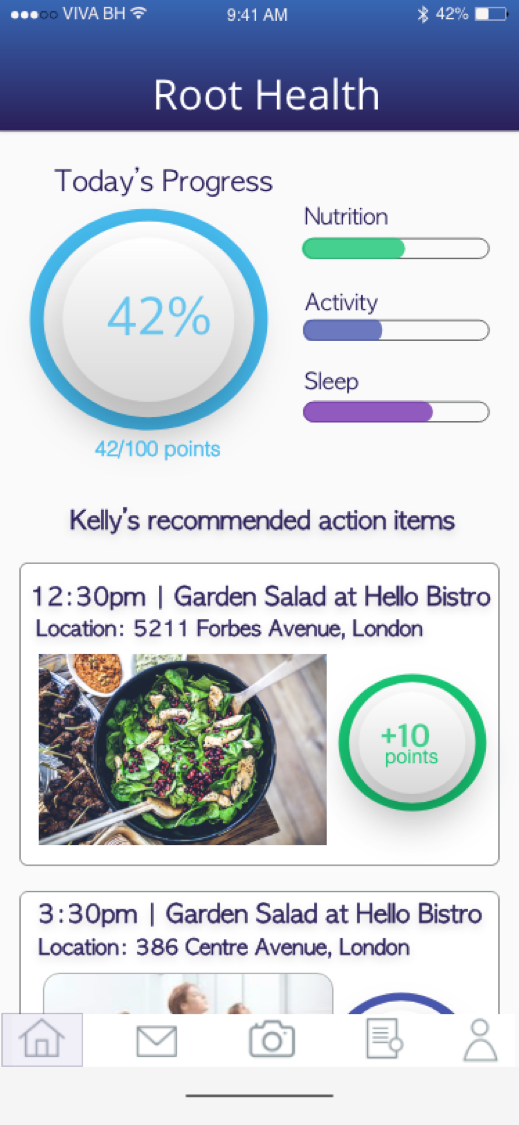 VIVA BH 9:41 AM 42%
Root Health
Today's Progress
42%
42/100 points
Nutrition
Activity
Sleep
Kelly's recommended action items
12:30pm | Garden Salad at Hello Bistro
Location: 5211 Forbes Avenue, London
+10
points
3:30pm | Garden Salad at Hello Bistro
Location: 386 Centre Avenue, London